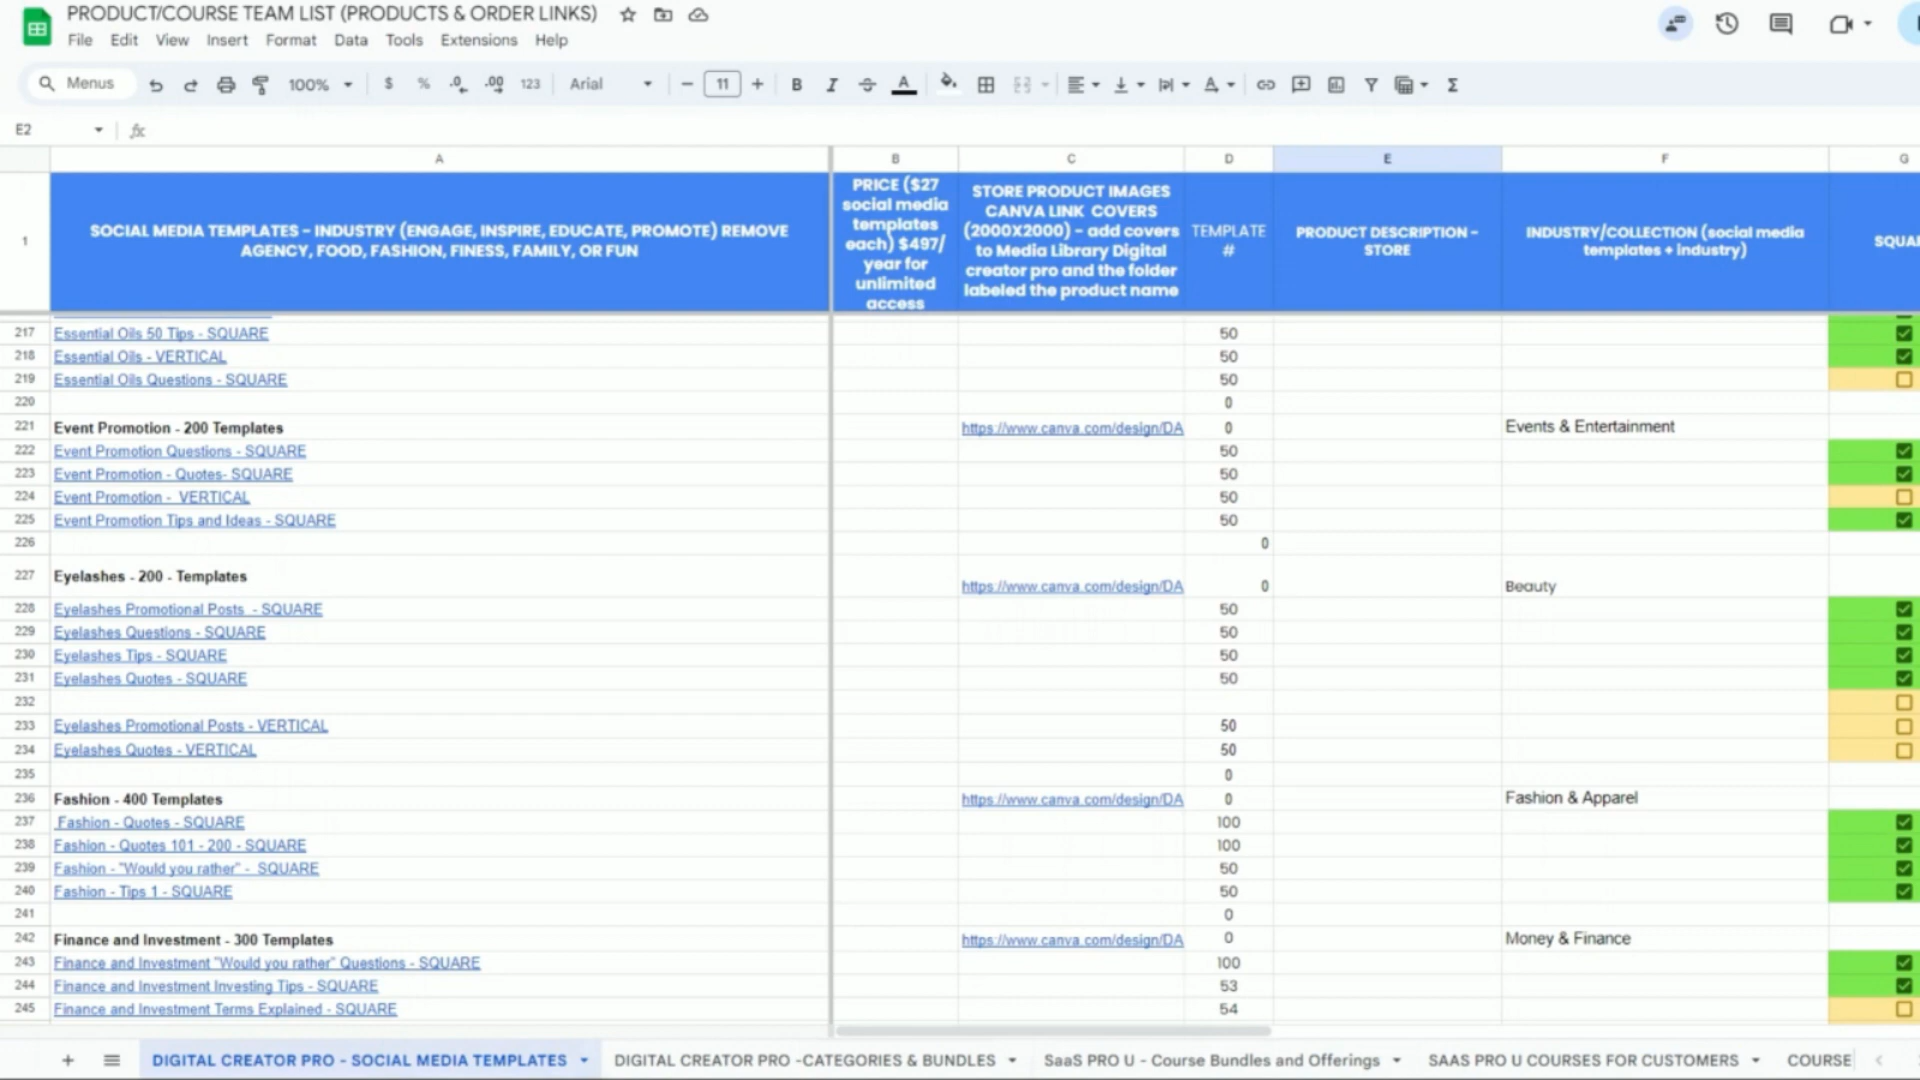 PRODUCT/COURSE TEAM LIST (PRODUCTS & ORDER LINKS)
File Edit View Insert Format Data Tools Extensions Help
Menus 100% $ % .0 .00 123 Arial 11 B I A
E2 fx
A B C D E F G
1
SOCIAL MEDIA TEMPLATES - INDUSTRY (ENGAGE, INSPIRE, EDUCATE, PROMOTE) REMOVE
AGENCY, FOOD, FASHION, FINESS, FAMILY, OR FUN
PRICE ($27
social media
templates
each) $497/
year for
unlimited
access
STORE PRODUCT IMAGES
CANVA LINK COVERS
(2000X2000) - add covers
to Media Library Digital
creator pro and the folder
labeled the product name
TEMPLATE
#
PRODUCT DESCRIPTION -
STORE
INDUSTRY/COLLECTION (social media
templates + industry)
SQUAR
217 Essential Oils 50 Tips - SQUARE 50
218 Essential Oils - VERTICAL 50
219 Essential Oils Questions - SQUARE 50
220 0
221 Event Promotion - 200 Templates https://www.canva.com/design/DA 0 Events & Entertainment
222 Event Promotion Questions - SQUARE 50
223 Event Promotion - Quotes- SQUARE 50
224 Event Promotion - VERTICAL 50
225 Event Promotion Tips and Ideas - SQUARE 50
226 0
227 Eyelashes - 200 - Templates https://www.canva.com/design/DA 0 Beauty
228 Eyelashes Promotional Posts - SQUARE 50
229 Eyelashes Questions - SQUARE 50
230 Eyelashes Tips - SQUARE 50
231 Eyelashes Quotes - SQUARE 50
232
233 Eyelashes Promotional Posts - VERTICAL 50
234 Eyelashes Quotes - VERTICAL 50
235 0
236 Fashion - 400 Templates https://www.canva.com/design/DA 0 Fashion & Apparel
237 Fashion - Quotes - SQUARE 100
238 Fashion - Quotes 101 - 200 - SQUARE 100
239 Fashion - "Would you rather" - SQUARE 50
240 Fashion - Tips 1 - SQUARE 50
241 0
242 Finance and Investment - 300 Templates https://www.canva.com/design/DA 0 Money & Finance
243 Finance and Investment "Would you rather" Questions - SQUARE 100
244 Finance and Investment Investing Tips - SQUARE 53
245 Finance and Investment Terms Explained - SQUARE 54
DIGITAL CREATOR PRO - SOCIAL MEDIA TEMPLATES DIGITAL CREATOR PRO -CATEGORIES & BUNDLES SaaS PRO U - Course Bundles and Offerings SAAS PRO U COURSES FOR CUSTOMERS COURSE